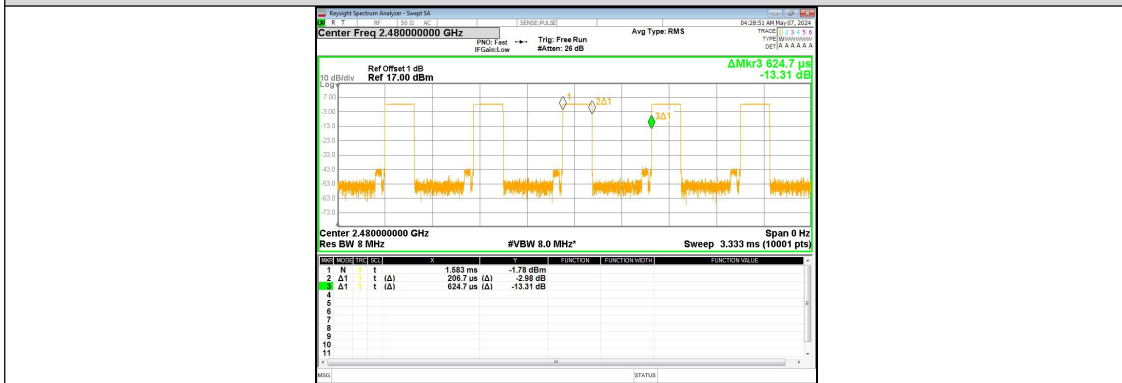 Keysight Spectrum Analyzer - Swept SA
R T RF 50 Ω AC SENSE:PULSE 04:28:51 AM May 07, 2024
Center Freq 2.480000000 GHz Avg Type: RMS TRACE 1 2 3 4 5 6
PNO: Fast Trig: Free Run TYPE WWWWWW
IFGain:Low #Atten: 26 dB DET A A A A A A
ΔMkr3 624.7 µs
-13.31 dB
Ref Offset 1 dB
10 dB/div Ref 17.00 dBm
Log
7.00
-3.00
-13.0
-23.0
-33.0
-43.0
-53.0
-63.0
-73.0
1
2Δ1
3Δ1
Center 2.480000000 GHz Span 0 Hz
Res BW 8 MHz #VBW 8.0 MHz* Sweep 3.333 ms (10001 pts)
MKR MODE TRC SCL X Y FUNCTION FUNCTION WIDTH FUNCTION VALUE
1 N 1 t 1.583 ms -1.78 dBm
2 Δ1 1 t (Δ) 206.7 µs (Δ) -2.98 dB
3 Δ1 1 t (Δ) 624.7 µs (Δ) -13.31 dB
4
5
6
7
8
9
10
11
MSG STATUS